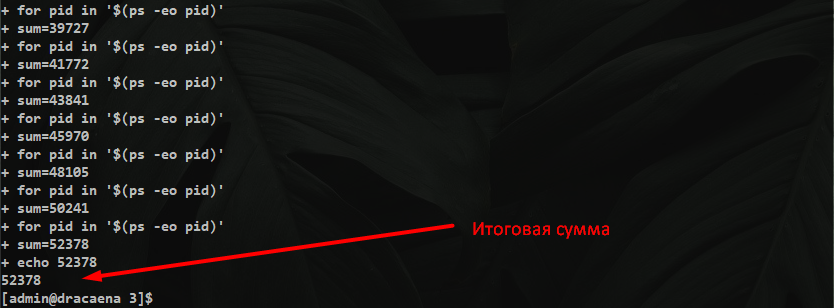 + for pid in '$(ps -eo pid)'
+ sum=39727
+ for pid in '$(ps -eo pid)'
+ sum=41772
+ for pid in '$(ps -eo pid)'
+ sum=43841
+ for pid in '$(ps -eo pid)'
+ sum=45970
+ for pid in '$(ps -eo pid)'
+ sum=48105
+ for pid in '$(ps -eo pid)'
+ sum=50241
+ for pid in '$(ps -eo pid)'
Итоговая сумма
+ sum=52378
+ echo 52378
52378
[admin@dracaena 3]$